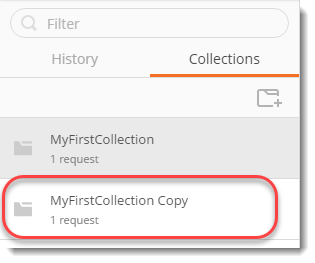 Filter
History Collections
MyFirstCollection
1 request
MyFirstCollection Copy
1 request